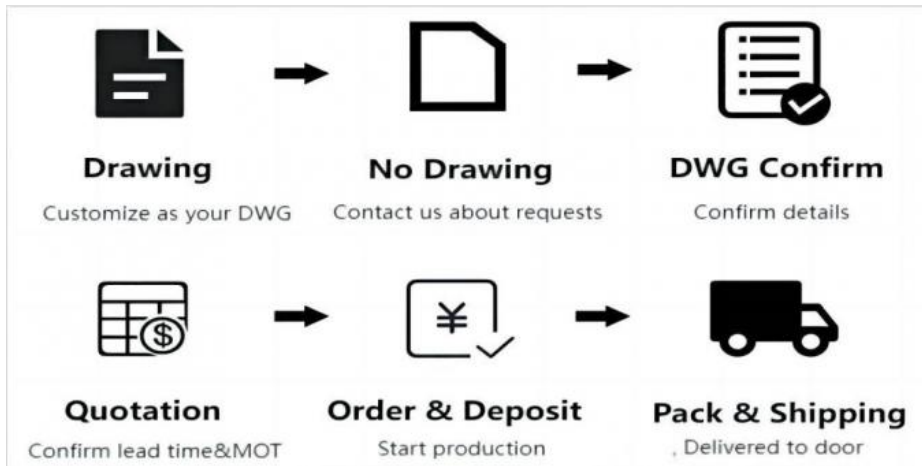 Drawing
No Drawing
DWG Confirm
Customize as your DWG
Contact us about requests
Confirm details
$
¥
Quotation
Order & Deposit
Pack & Shipping
Confirm lead time&MOT
Start production
, Delivered to door